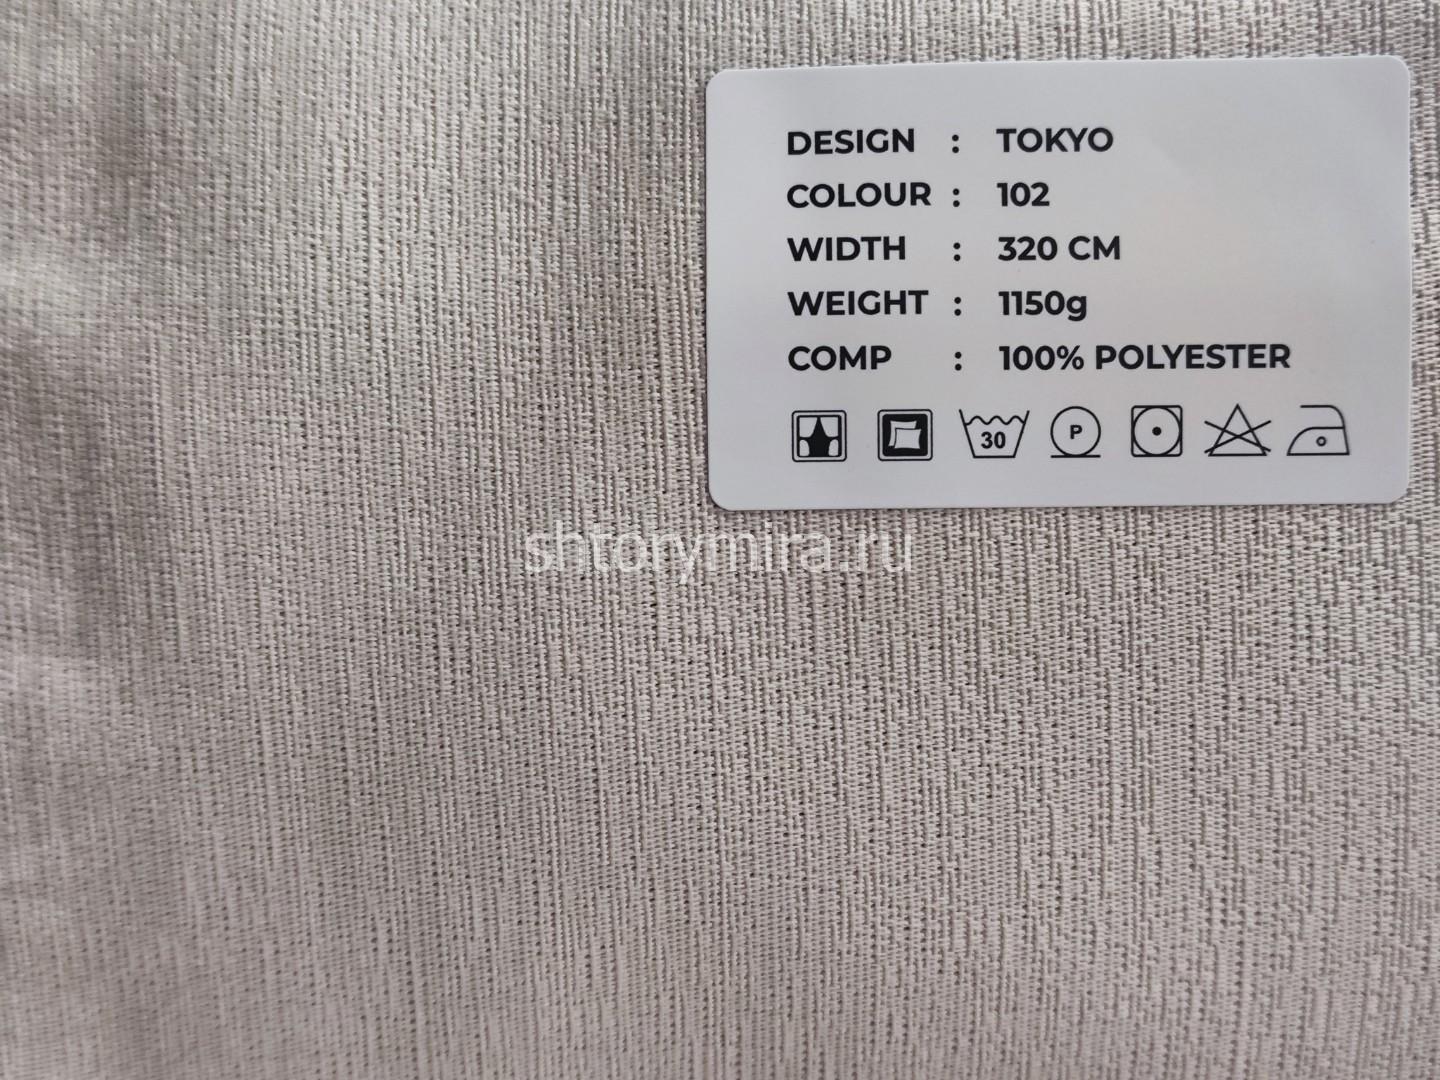 DESIGN : TOKYO
COLOUR : 102
WIDTH : 320 CM
WEIGHT : 1150g
COMP : 100% POLYESTER
30 P
shtorymira.ru